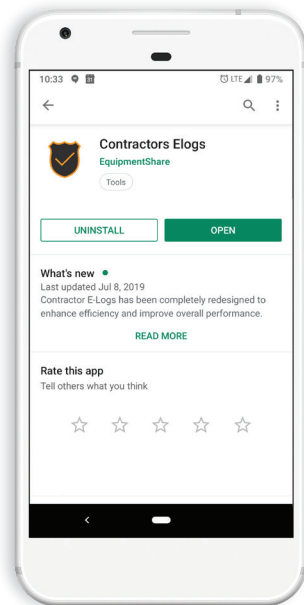 10:33 31 LTE 97%
Contractors Elogs
EquipmentShare
Tools
UNINSTALL OPEN
What's new
Last updated Jul 8, 2019
Contractor E-Logs has been completely redesigned to
enhance efficiency and improve overall performance.
READ MORE
Rate this app
Tell others what you think